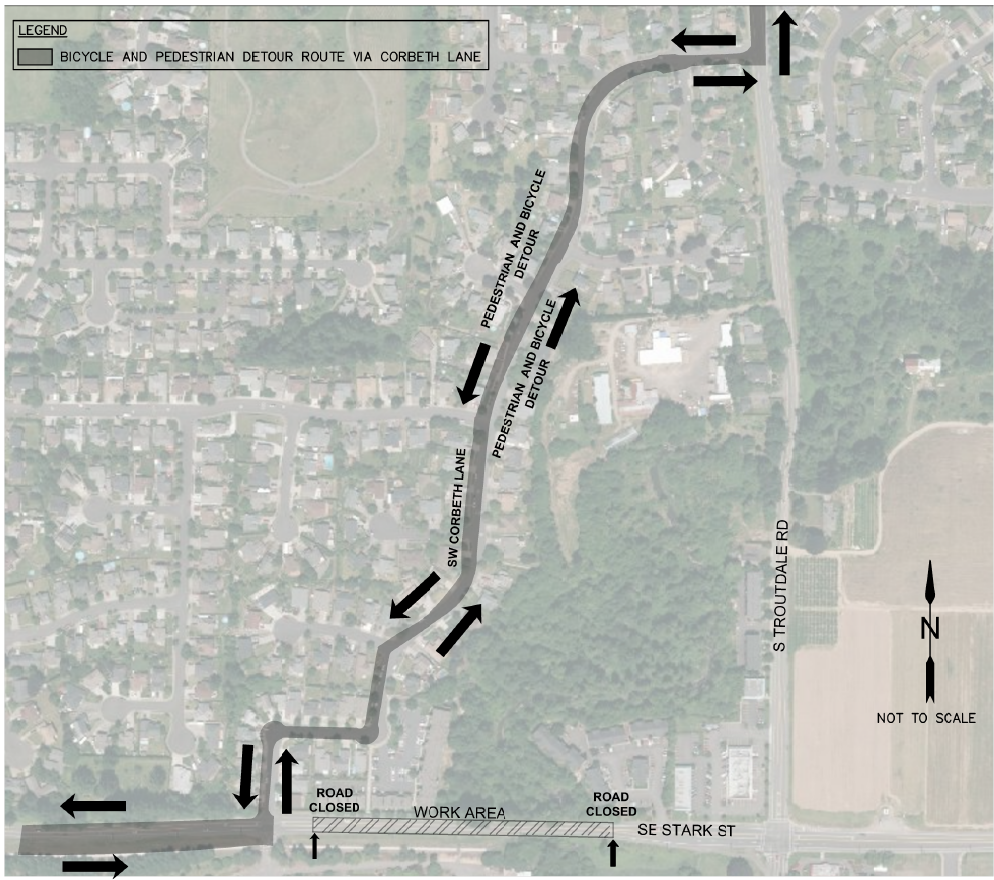 LEGEND
BICYCLE AND PEDESTRIAN DETOUR ROUTE VIA CORBETH LANE
PEDESTRIAN AND BICYCLE
DETOUR
PEDESTRIAN AND BICYCLE
DETOUR
SW CORBETH LANE
S TROUTDALE RD
N
NOT TO SCALE
ROAD
CLOSED
WORK AREA
ROAD
CLOSED
SE STARK ST